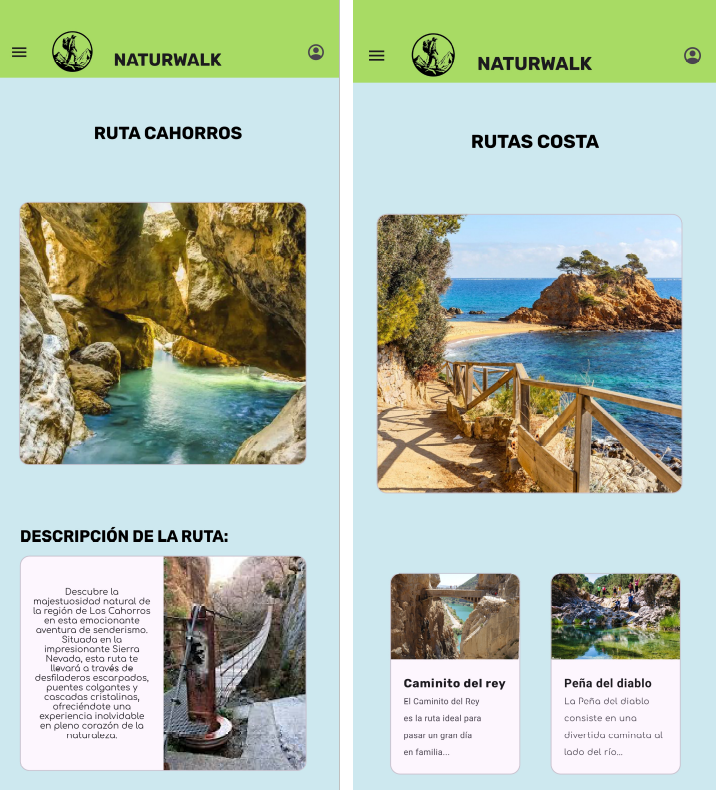 NATURWALK
RUTA CAHORROS
DESCRIPCIÓN DE LA RUTA:
Descubre la
majestuosidad natural de
la región de Los Cahorros
en esta emocionante
aventura de senderismo.
Situada en la
impresionante Sierra
Nevada, esta ruta te
llevará a través de
desfiladeros escarpados,
puentes colgantes y
cascadas cristalinas,
ofreciéndote una
experiencia inolvidable
en pleno corazón de la
naturaleza.
NATURWALK
RUTAS COSTA
Caminito del rey
El Caminito del Rey
es la ruta ideal para
pasar un gran día
en familia...
Peña del diablo
La Peña del diablo
consiste en una
divertida caminata al
lado del río...